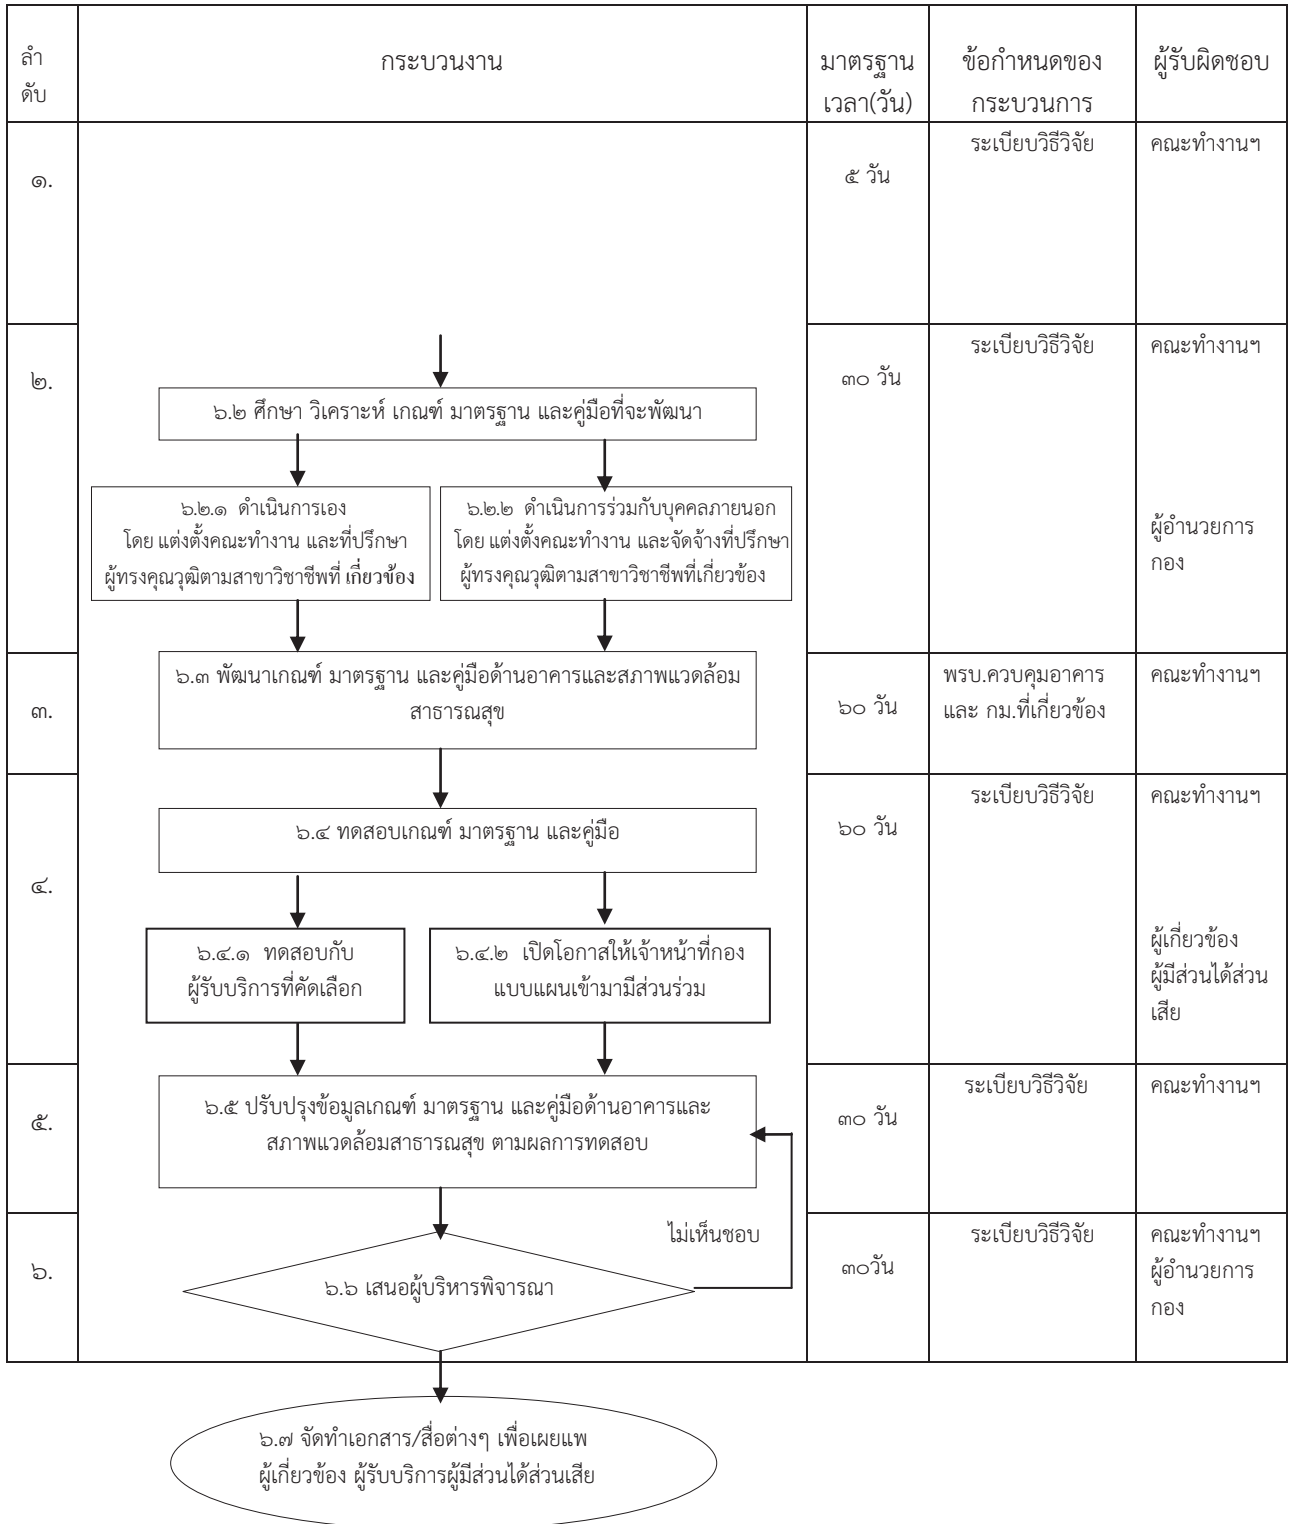 ลำ
ดับ
กระบวนงาน
มาตรฐาน
เวลา(วัน)
ข้อกำหนดของ
กระบวนการ
ผู้รับผิดชอบ
๑.
๕ วัน
ระเบียบวิธีวิจัย
คณะทำงานฯ
๒.
๖.๒ ศึกษา วิเคราะห์ เกณฑ์ มาตรฐาน และคู่มือที่จะพัฒนา
๖.๒.๑ ดำเนินการเอง
โดย แต่งตั้งคณะทำงาน และที่ปรึกษา
ผู้ทรงคุณวุฒิตามสาขาวิชาชีพที่ เกี่ยวข้อง
๖.๒.๒ ดำเนินการร่วมกับบุคคลภายนอก
โดย แต่งตั้งคณะทำงาน และจัดจ้างที่ปรึกษา
ผู้ทรงคุณวุฒิตามสาขาวิชาชีพที่เกี่ยวข้อง
๓๐ วัน
ระเบียบวิธีวิจัย
คณะทำงานฯ
ผู้อำนวยการ
กอง
๓.
๖.๓ พัฒนาเกณฑ์ มาตรฐาน และคู่มือด้านอาคารและสภาพแวดล้อม
สาธารณสุข
๖๐ วัน
พรบ.ควบคุมอาคาร
และ กม.ที่เกี่ยวข้อง
คณะทำงานฯ
๔.
๖.๔ ทดสอบเกณฑ์ มาตรฐาน และคู่มือ
๖.๔.๑ ทดสอบกับ
ผู้รับบริการที่คัดเลือก
๖.๔.๒ เปิดโอกาสให้เจ้าหน้าที่กอง
แบบแผนเข้ามามีส่วนร่วม
๖๐ วัน
ระเบียบวิธีวิจัย
คณะทำงานฯ
ผู้เกี่ยวข้อง
ผู้มีส่วนได้ส่วน
เสีย
๕.
๖.๕ ปรับปรุงข้อมูลเกณฑ์ มาตรฐาน และคู่มือด้านอาคารและ
สภาพแวดล้อมสาธารณสุข ตามผลการทดสอบ
๓๐ วัน
ระเบียบวิธีวิจัย
คณะทำงานฯ
๖.
ไม่เห็นชอบ
๖.๖ เสนอผู้บริหารพิจารณา
๓๐วัน
ระเบียบวิธีวิจัย
คณะทำงานฯ
ผู้อำนวยการ
กอง
๖.๗ จัดทำเอกสาร/สื่อต่างๆ เพื่อเผยแพ
ผู้เกี่ยวข้อง ผู้รับบริการผู้มีส่วนได้ส่วนเสีย